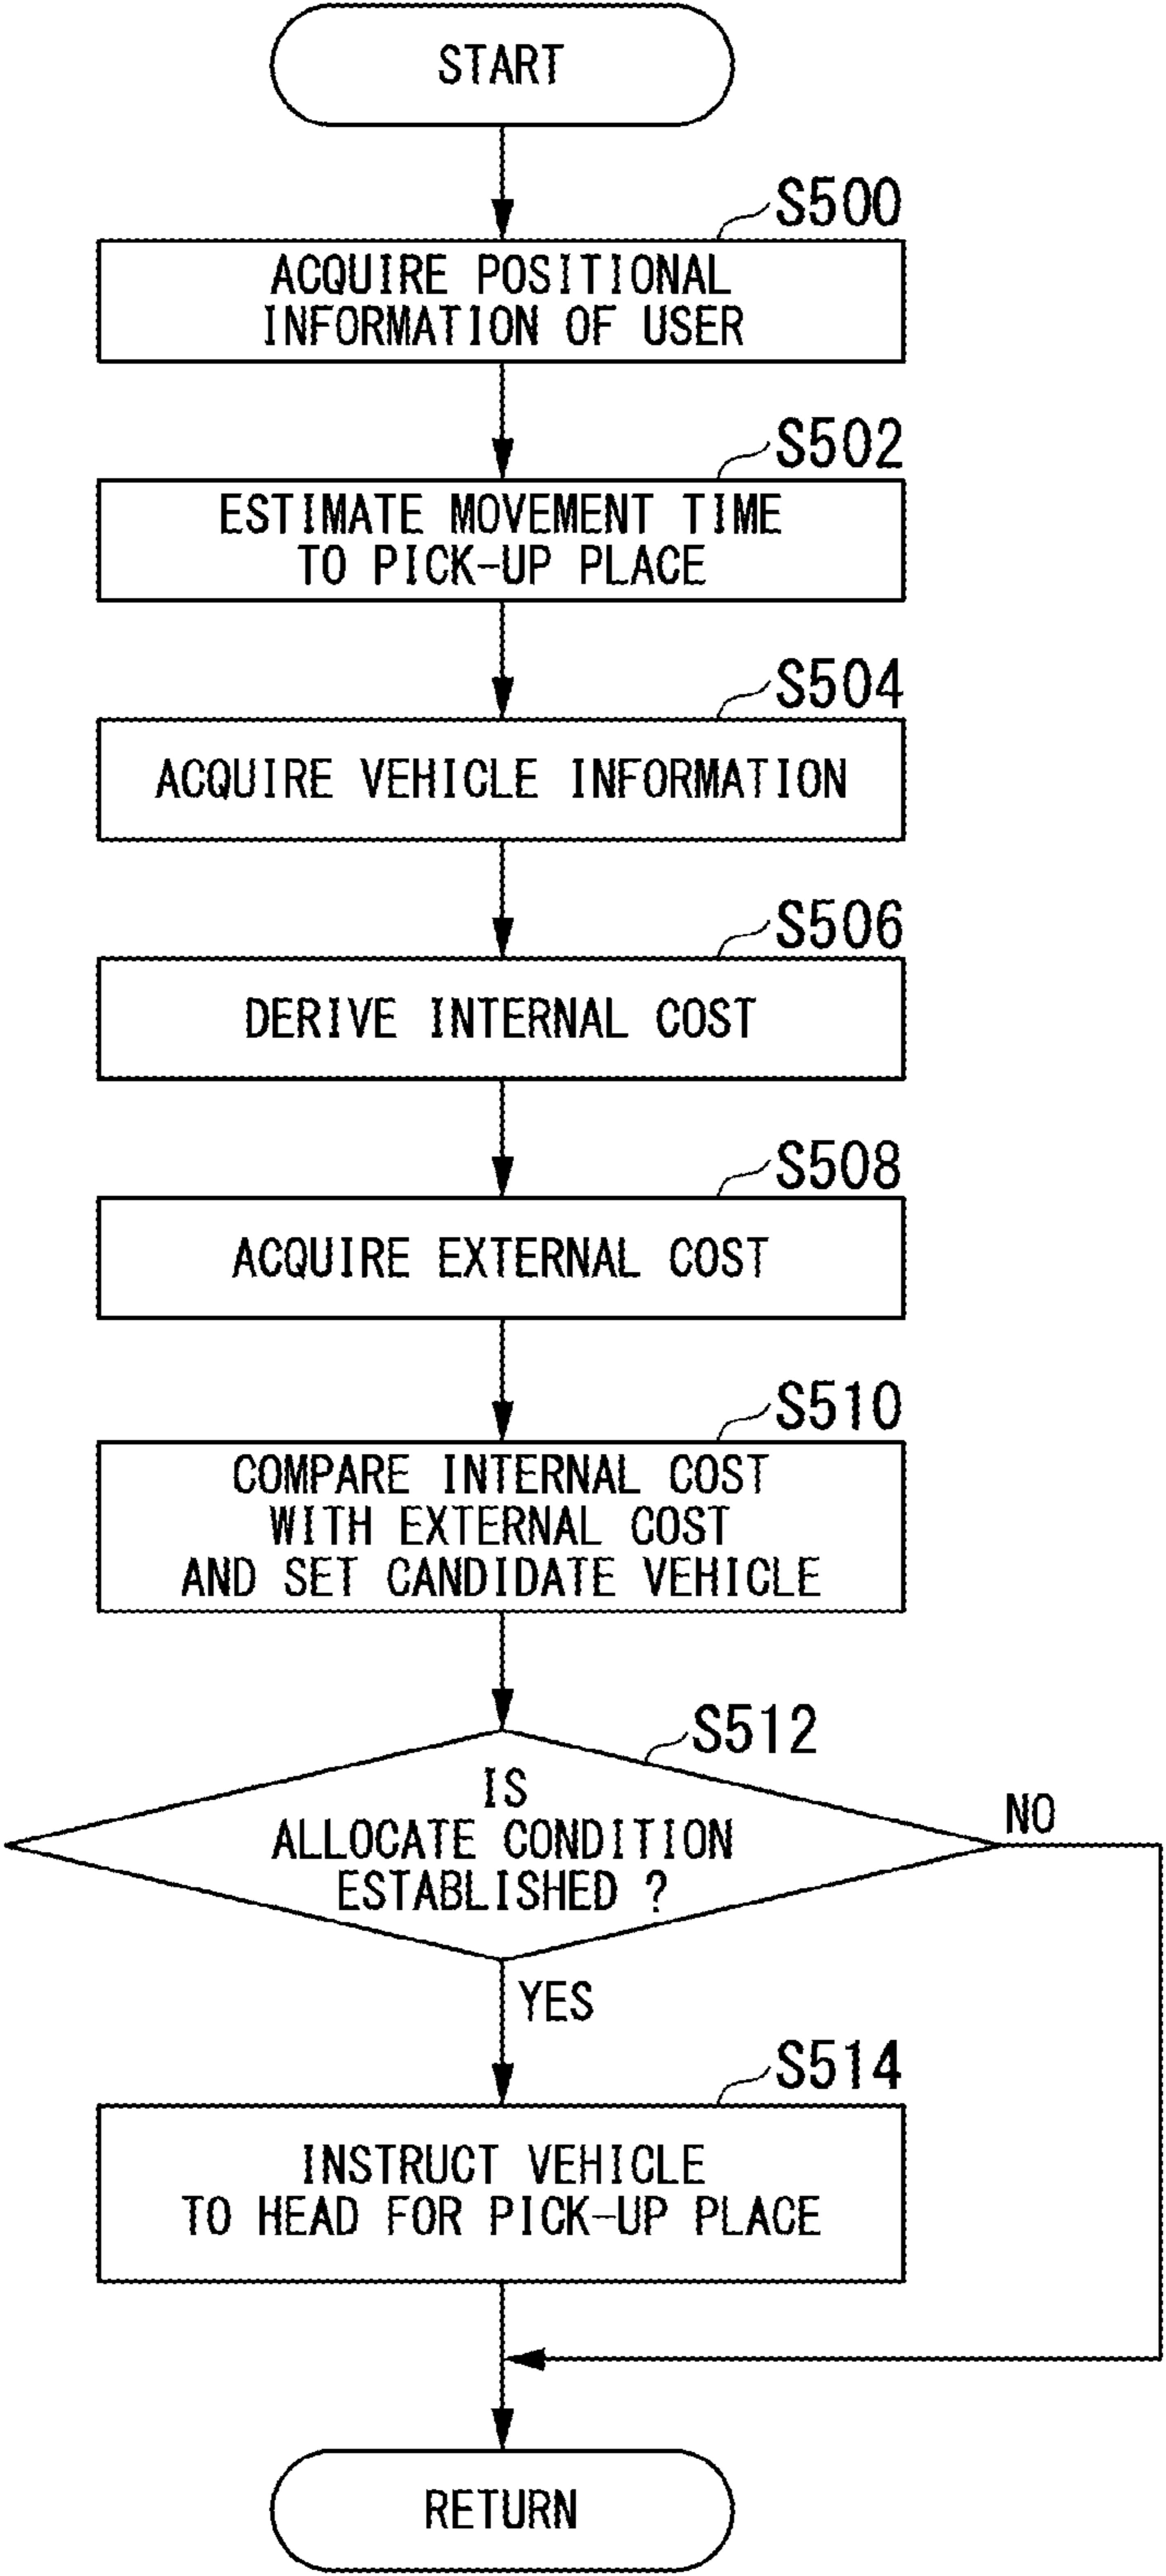 START
S500
ACQUIRE POSITIONAL
INFORMATION OF USER
S502
ESTIMATE MOVEMENT TIME
TO PICK-UP PLACE
S504
ACQUIRE VEHICLE INFORMATION
S506
DERIVE INTERNAL COST
S508
ACQUIRE EXTERNAL COST
S510
COMPARE INTERNAL COST
WITH EXTERNAL COST
AND SET CANDIDATE VEHICLE
S512
IS
ALLOCATE CONDITION
ESTABLISHED ?
NO
YES
S514
INSTRUCT VEHICLE
TO HEAD FOR PICK-UP PLACE
RETURN